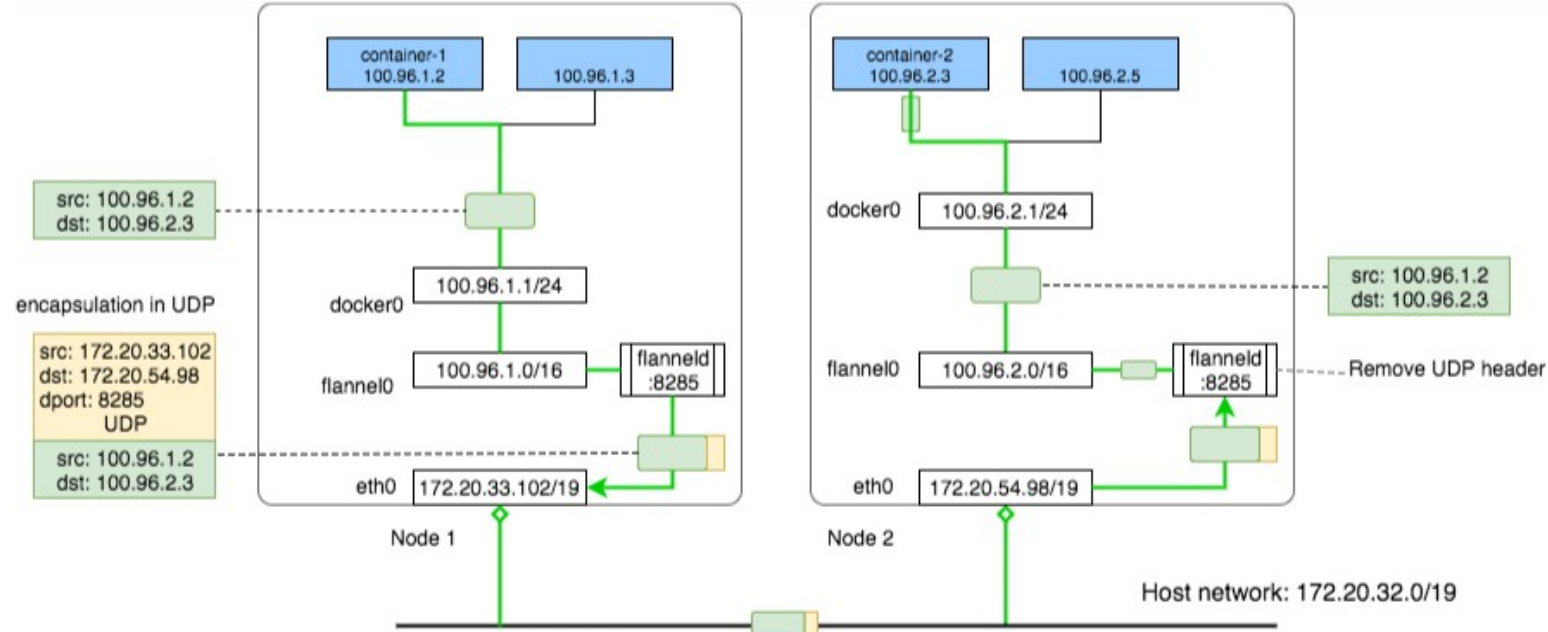 container-1
100.96.1.2
100.96.1.3
container-2
100.96.2.3
100.96.2.5
src: 100.96.1.2
dst: 100.96.2.3
docker0
100.96.2.1/24
100.96.1.1/24
docker0
src: 100.96.1.2
dst: 100.96.2.3
encapsulation in UDP
src: 172.20.33.102
dst: 172.20.54.98
dport: 8285
UDP
src: 100.96.1.2
dst: 100.96.2.3
flannel0
100.96.1.0/16
flanneld
:8285
flannel0
100.96.2.0/16
flanneld
:8285
Remove UDP header
eth0
172.20.33.102/19
eth0
172.20.54.98/19
Node 1
Node 2
Host network: 172.20.32.0/19